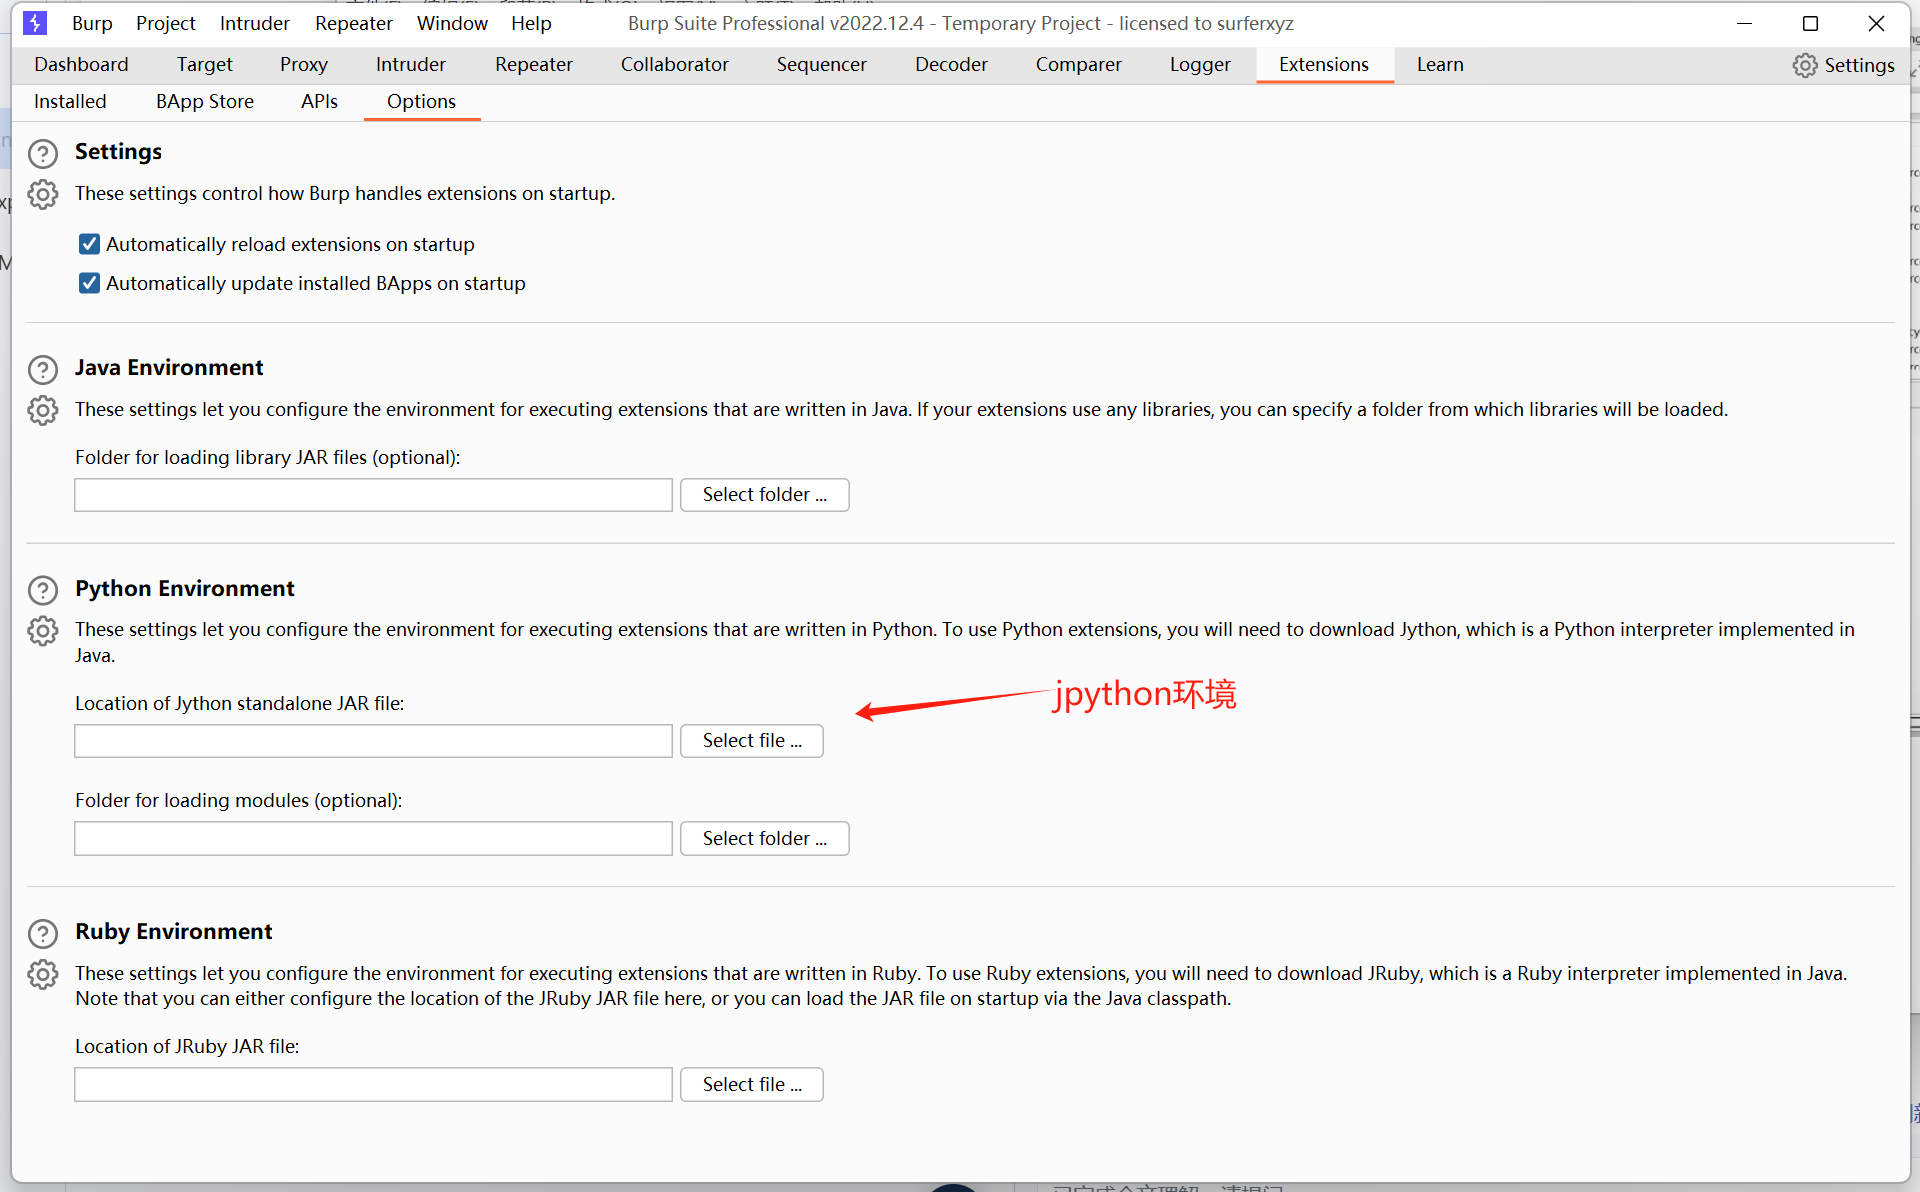 Burp Project Intruder Repeater Window Help Burp Suite Professional v2022.12.4 - Temporary Project - licensed to surferxyz
Dashboard Target Proxy Intruder Repeater Collaborator Sequencer Decoder Comparer Logger Extensions Learn Settings
Installed BApp Store APIs Options
Settings
These settings control how Burp handles extensions on startup.
Automatically reload extensions on startup
Automatically update installed BApps on startup
Java Environment
These settings let you configure the environment for executing extensions that are written in Java. If your extensions use any libraries, you can specify a folder from which libraries will be loaded.
Folder for loading library JAR files (optional):
Select folder ...
Python Environment
These settings let you configure the environment for executing extensions that are written in Python. To use Python extensions, you will need to download Jython, which is a Python interpreter implemented in
Java.
jpython环境
Location of Jython standalone JAR file:
Select file ...
Folder for loading modules (optional):
Select folder ...
Ruby Environment
These settings let you configure the environment for executing extensions that are written in Ruby. To use Ruby extensions, you will need to download JRuby, which is a Ruby interpreter implemented in Java.
Note that you can either configure the location of the JRuby JAR file here, or you can load the JAR file on startup via the Java classpath.
Location of JRuby JAR file:
Select file ...